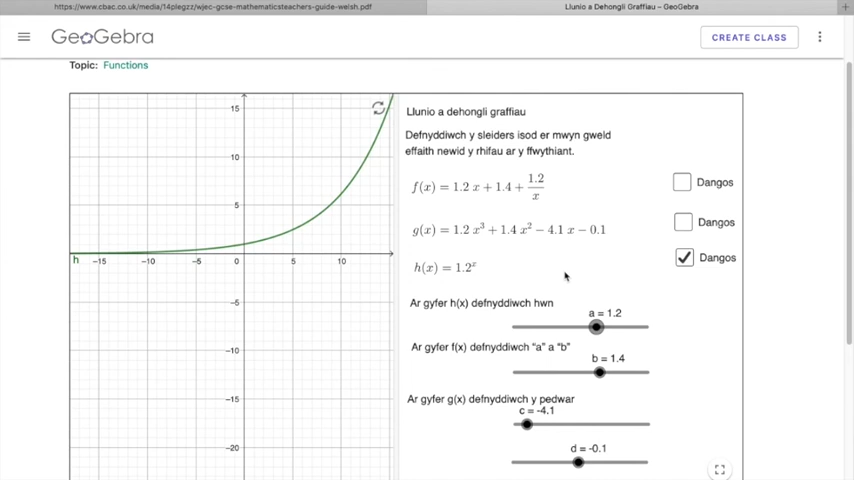 https://www.cbac.co.uk/media/14plegzz/wjec-gcse-mathematicsteachers-guide-welsh.pdf
Llunio a Dehongli Graffiau – GeoGebra
GeoGebra
CREATE CLASS
Topic: Functions
Llunio a dehongli graffiau
Defnyddiwch y sleiders isod er mwyn gweld
effaith newid y rhifau ar y ffwythiant.
f(x) = 1.2 x + 1.4 + 1.2/x
Dangos
g(x) = 1.2 x³ + 1.4 x² − 4.1 x − 0.1
Dangos
h(x) = 1.2ˣ
Dangos
Ar gyfer h(x) defnyddiwch hwn
a = 1.2
Ar gyfer f(x) defnyddiwch “a” a “b”
b = 1.4
Ar gyfer g(x) defnyddiwch y pedwar
c = -4.1
d = -0.1
15
10
5
h −15 −10 −5 0 5 10
−5
−10
−15
−20